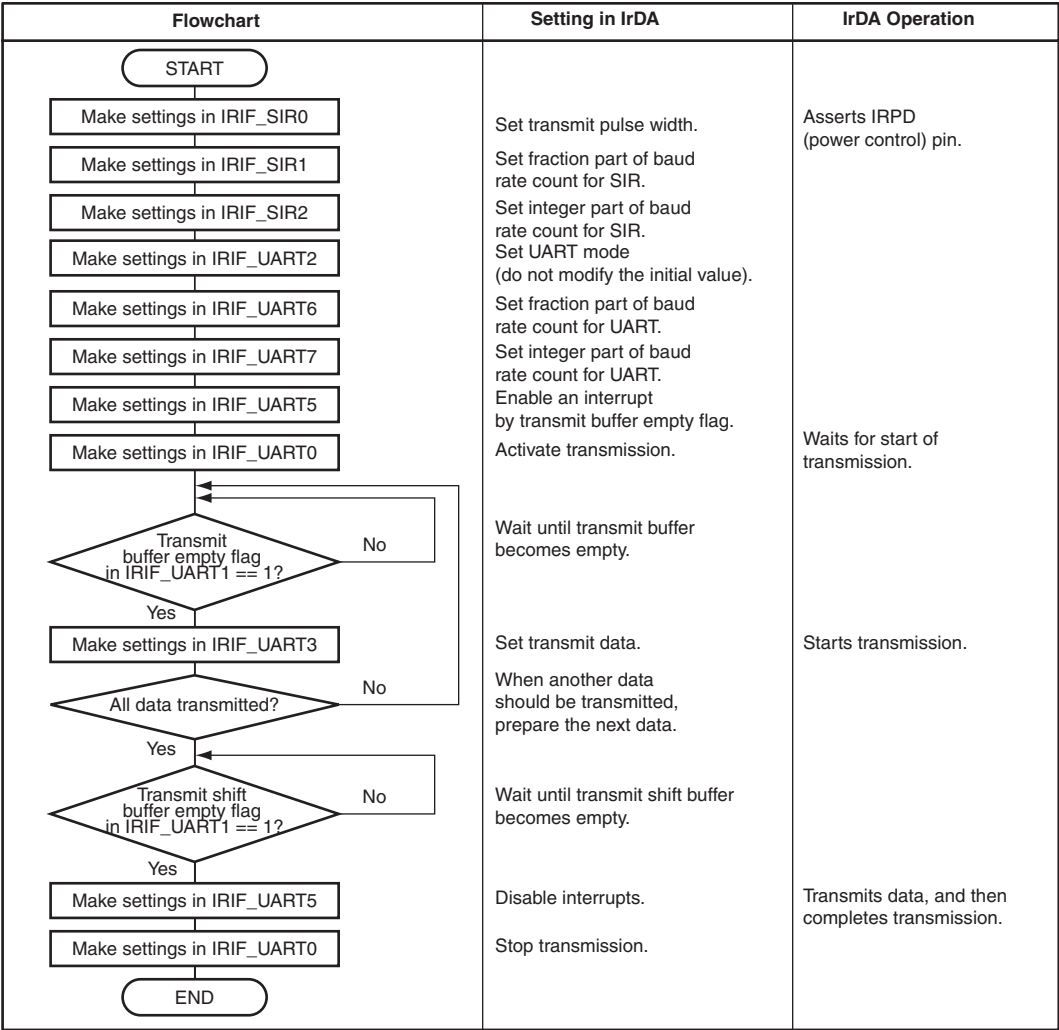 Flowchart
Setting in IrDA
IrDA Operation
START
Make settings in IRIF_SIR0
Set transmit pulse width.
Asserts IRPD
(power control) pin.
Make settings in IRIF_SIR1
Set fraction part of baud
rate count for SIR.
Make settings in IRIF_SIR2
Set integer part of baud
rate count for SIR.
Make settings in IRIF_UART2
Set UART mode
(do not modify the initial value).
Make settings in IRIF_UART6
Set fraction part of baud
rate count for UART.
Make settings in IRIF_UART7
Set integer part of baud
rate count for UART.
Make settings in IRIF_UART5
Enable an interrupt
by transmit buffer empty flag.
Make settings in IRIF_UART0
Activate transmission.
Waits for start of
transmission.
Transmit
buffer empty flag
in IRIF_UART1 == 1?
No
Yes
Wait until transmit buffer
becomes empty.
Make settings in IRIF_UART3
Set transmit data.
Starts transmission.
All data transmitted?
No
Yes
When another data
should be transmitted,
prepare the next data.
Transmit shift
buffer empty flag
in IRIF_UART1 == 1?
No
Yes
Wait until transmit shift buffer
becomes empty.
Make settings in IRIF_UART5
Disable interrupts.
Transmits data, and then
completes transmission.
Make settings in IRIF_UART0
Stop transmission.
END